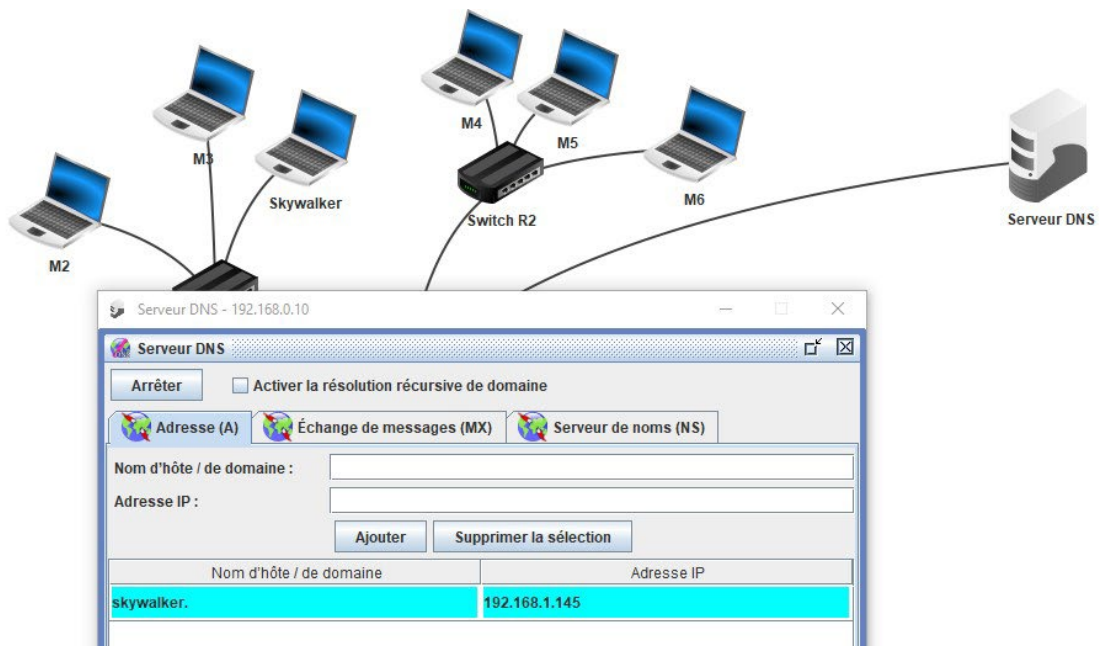 M4
M5
M3
Skywalker
M6
Switch R2
Serveur DNS
M2
Serveur DNS - 192.168.0.10
Serveur DNS
Arrêter
Activer la résolution récursive de domaine
Adresse (A)
Échange de messages (MX)
Serveur de noms (NS)
Nom d'hôte / de domaine :
Adresse IP :
Ajouter
Supprimer la sélection
Nom d'hôte / de domaine
Adresse IP
skywalker.
192.168.1.145